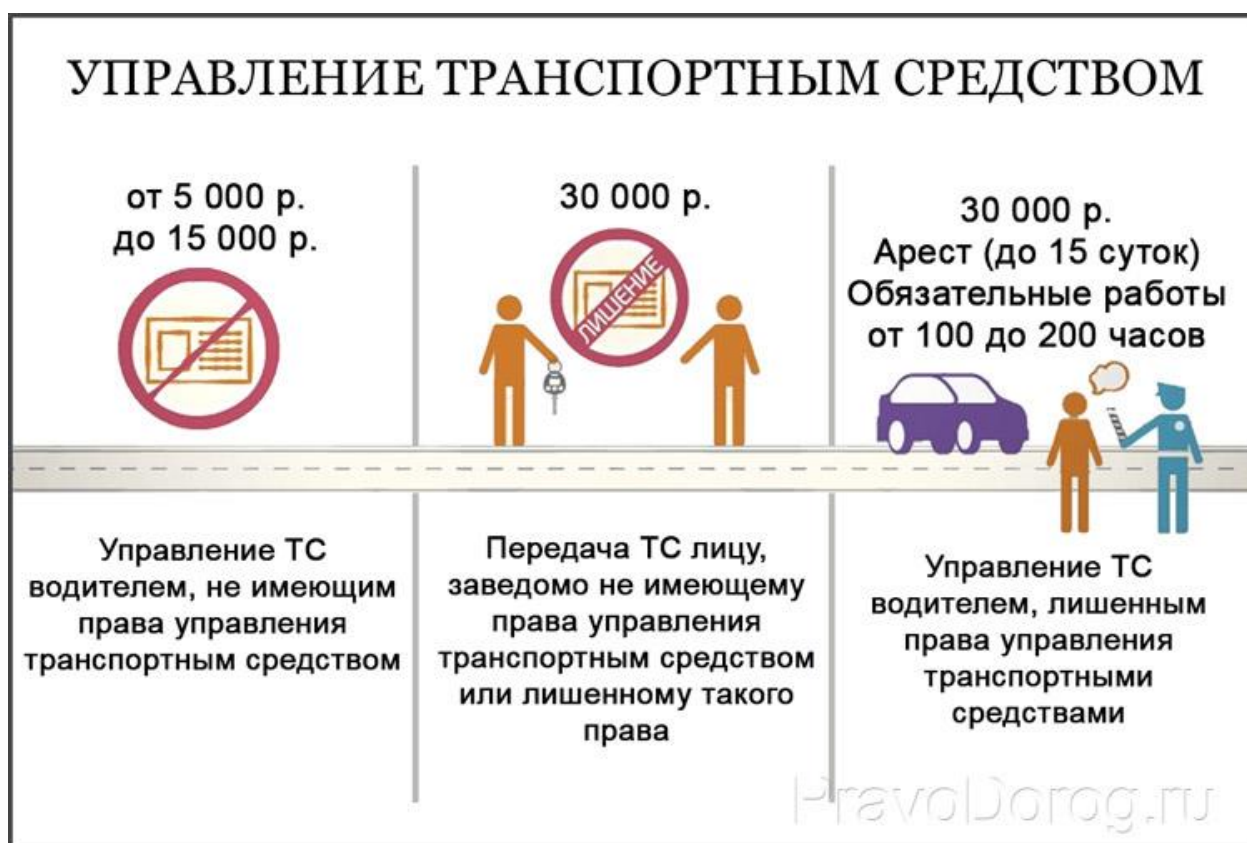 УПРАВЛЕНИЕ ТРАНСПОРТНЫМ СРЕДСТВОМ
от 5 000 р.
до 15 000 р.
30 000 р.
ЛИШЕНИЕ
30 000 р.
Арест (до 15 суток)
Обязательные работы
от 100 до 200 часов
Управление ТС
водителем, не имеющим
права управления
транспортным средством
Передача ТС лицу,
заведомо не имеющему
права управления
транспортным средством
или лишенному такого
права
Управление ТС
водителем, лишенным
права управления
транспортными
средствами
PravoDorog.ru